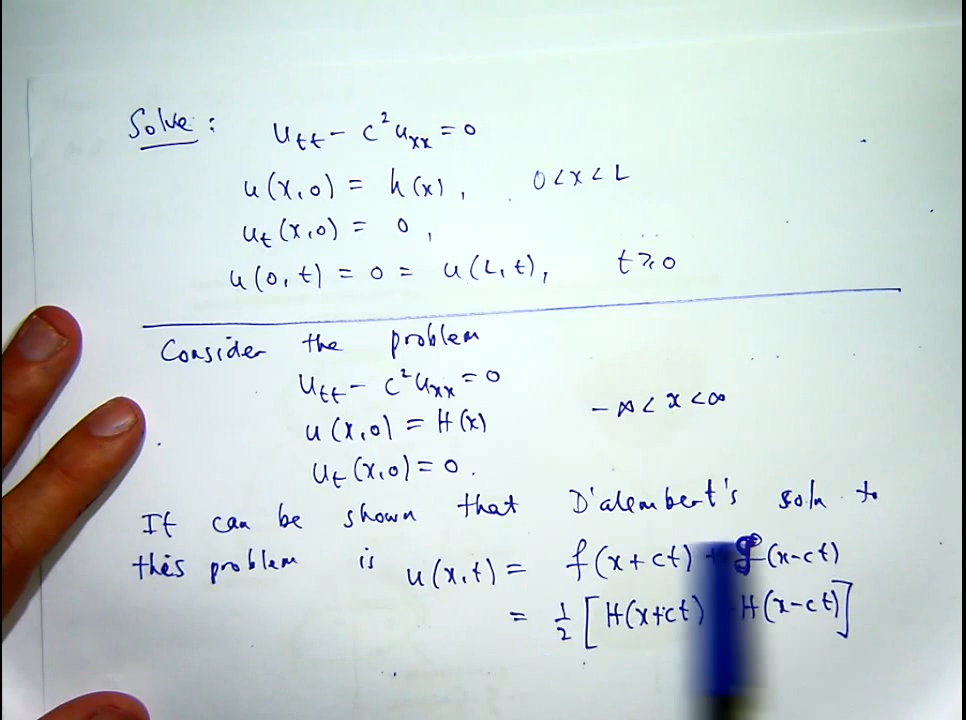 Solve: u_tt - c²u_xx = 0
u(x,0) = h(x), 0<x<L
u_t(x,0) = 0,
u(0,t) = 0 = u(L,t), t≥0
Consider the problem
u_tt - c²u_xx = 0
-∞<x<∞
u(x,0) = H(x)
u_t(x,0) = 0.
It can be shown that D'alembert's soln to
this problem is u(x,t) = f(x+ct) + g(x-ct)
= 1/2 [H(x+ct) H(x-ct)]